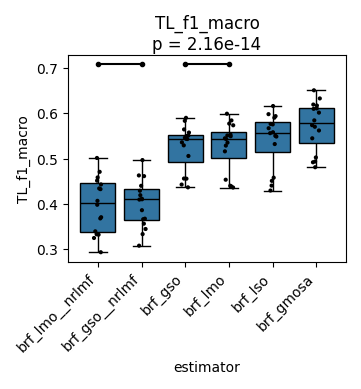 TL_f1_macro
p = 2.16e-14
TL_f1_macro
0.7
0.6
0.5
0.4
0.3
brf_lmo__nrlmf
brf_gso__nrlmf
brf_gso
brf_lmo
brf_lso
brf_gmosa
estimator